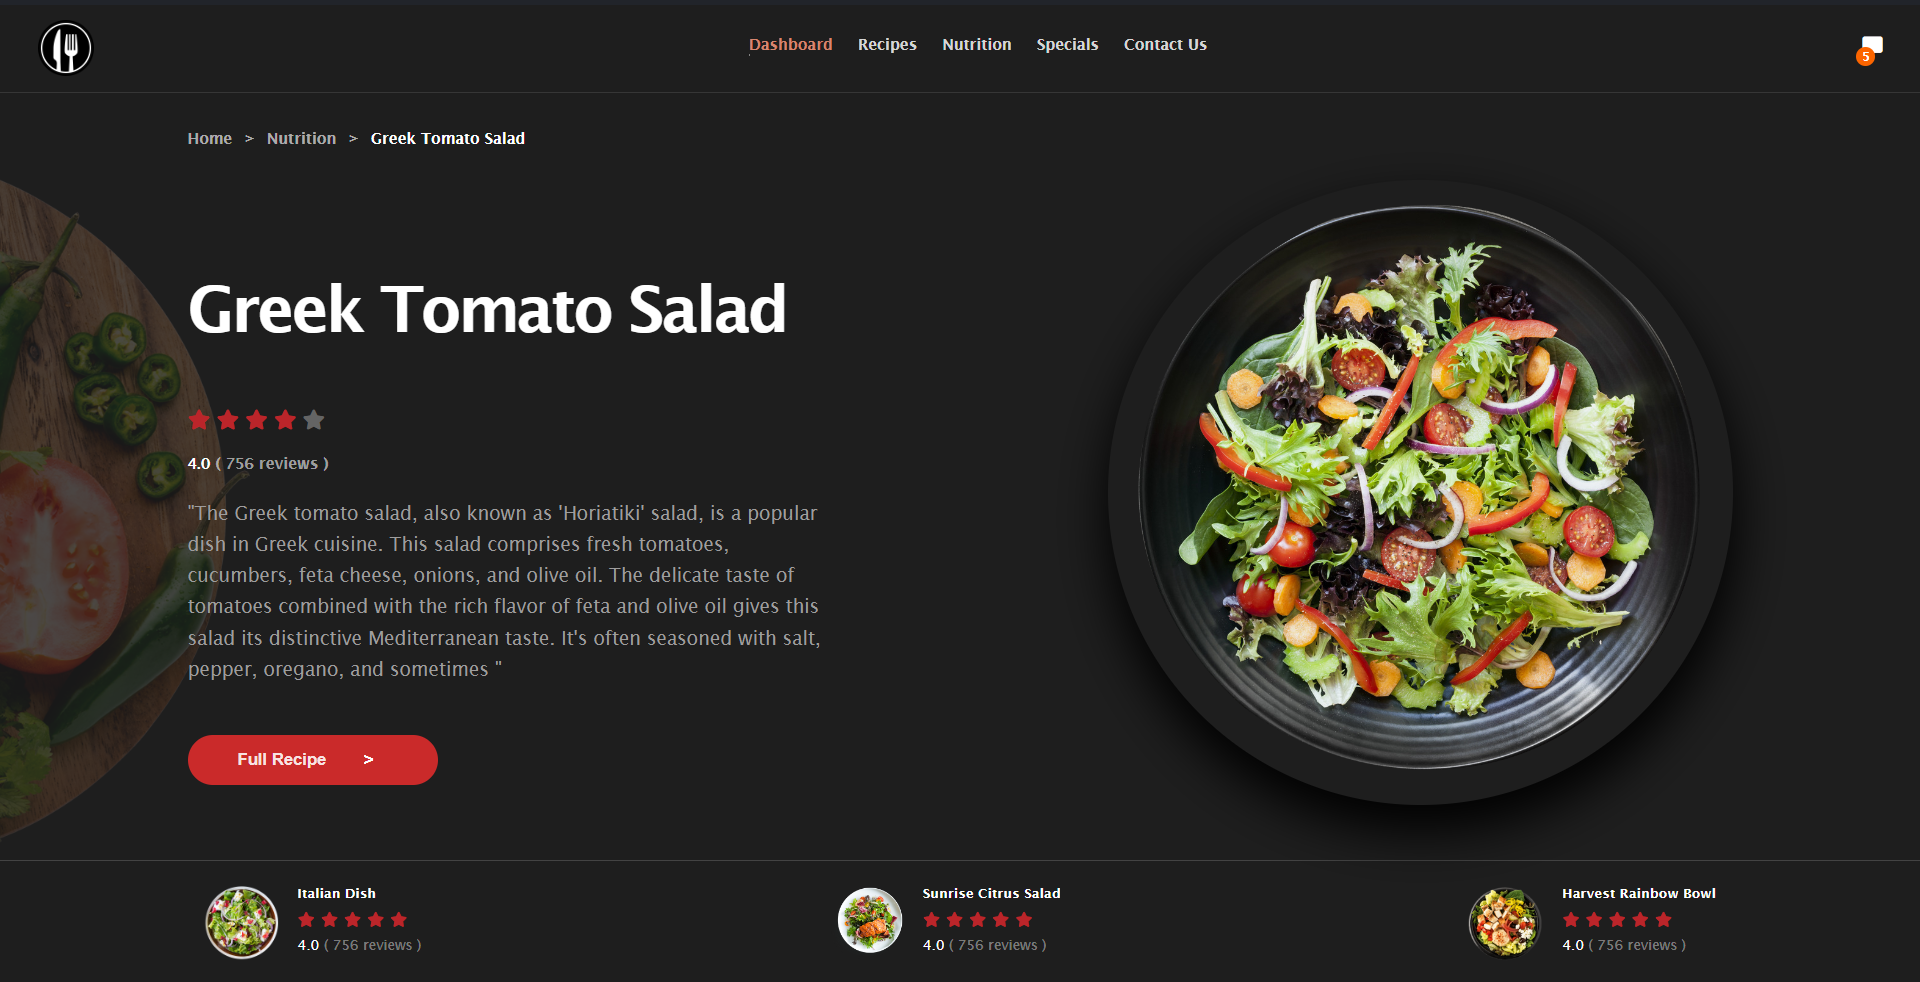 Dashboard Recipes Nutrition Specials Contact Us
5
Home > Nutrition > Greek Tomato Salad
Greek Tomato Salad
4.0 ( 756 reviews )
"The Greek tomato salad, also known as 'Horiatiki' salad, is a popular
dish in Greek cuisine. This salad comprises fresh tomatoes,
cucumbers, feta cheese, onions, and olive oil. The delicate taste of
tomatoes combined with the rich flavor of feta and olive oil gives this
salad its distinctive Mediterranean taste. It's often seasoned with salt,
pepper, oregano, and sometimes "
Full Recipe >
Italian Dish
4.0 ( 756 reviews )
Sunrise Citrus Salad
4.0 ( 756 reviews )
Harvest Rainbow Bowl
4.0 ( 756 reviews )